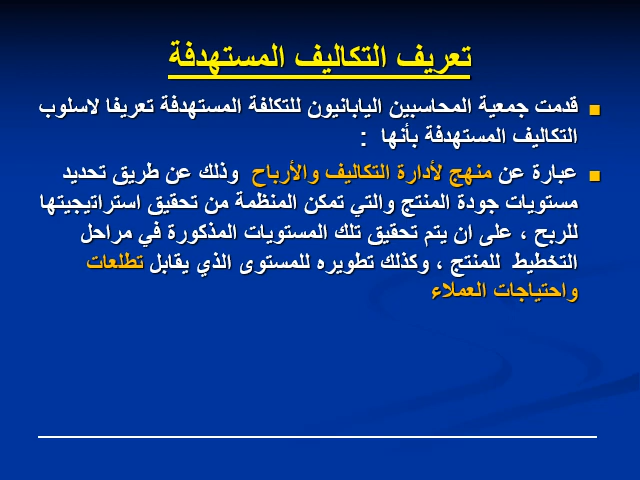 تعريف التكاليف المستهدفة
قدمت جمعية المحاسبين اليابانيون للتكلفة المستهدفة تعريفا لاسلوب
التكاليف المستهدفة بأنها :
عبارة عن منهج لأدارة التكاليف والأرباح وذلك عن طريق تحديد
مستويات جودة المنتج والتي تمكن المنظمة من تحقيق استراتيجيتها
للربح ، على ان يتم تحقيق تلك المستويات المذكورة في مراحل
التخطيط للمنتج ، وكذلك تطويره للمستوى الذي يقابل تطلعات
واحتياجات العملاء